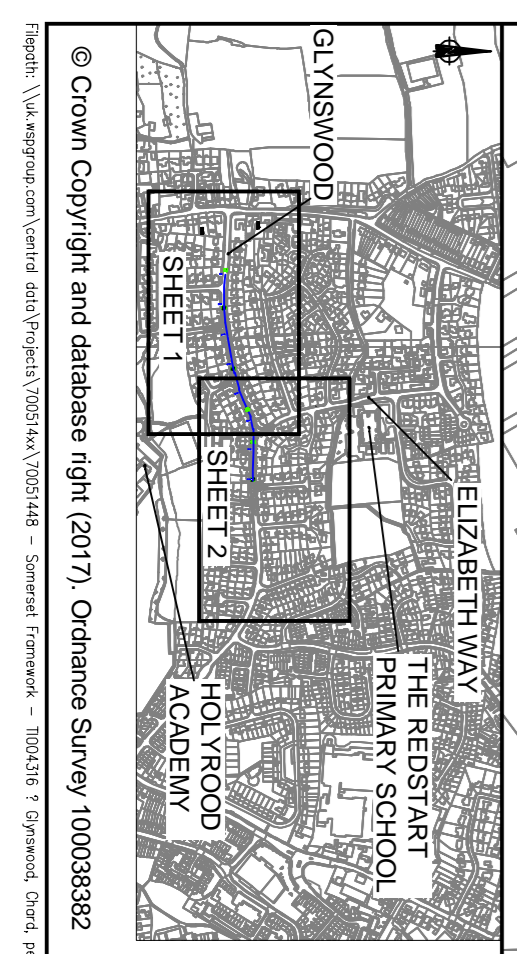 GLYNSWOOD
ELIZABETH WAY
THE REDSTART
PRIMARY SCHOOL
SHEET 1
SHEET 2
HOLYROOD
ACADEMY
© Crown Copyright and database right (2017). Ordnance Survey 100038382
Filepath: \\uk.wspgroup.com\central data\Projects\700514xx\70051448 - Somerset Framework - TI004316 ? Glynswood, Chard, pe